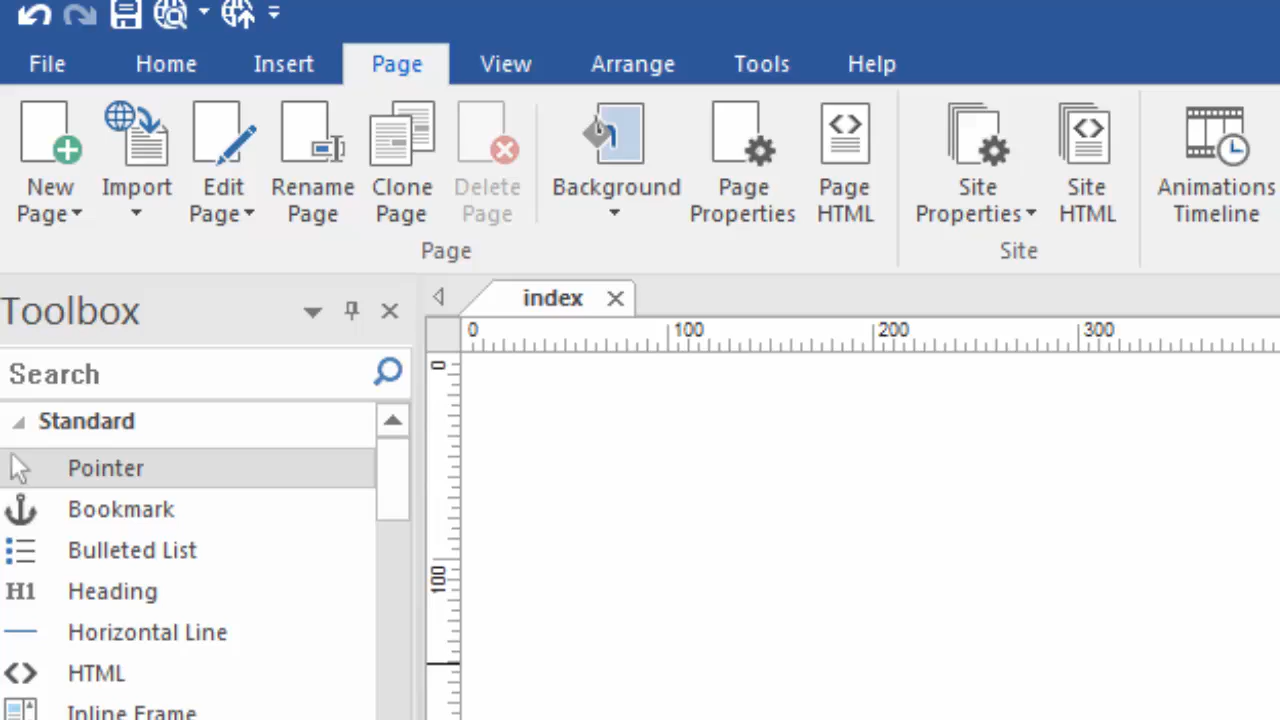 File Home Insert Page View Arrange Tools Help
New Page Import Edit Page Rename Page Clone Page Delete Page Background Page Properties Page HTML Site Properties Site HTML Animations Timeline
Page Site
Toolbox
index
0 100 200 300
Search
0
Standard
Pointer
Bookmark
Bulleted List
100
H1 Heading
Horizontal Line
HTML
Inline Frame